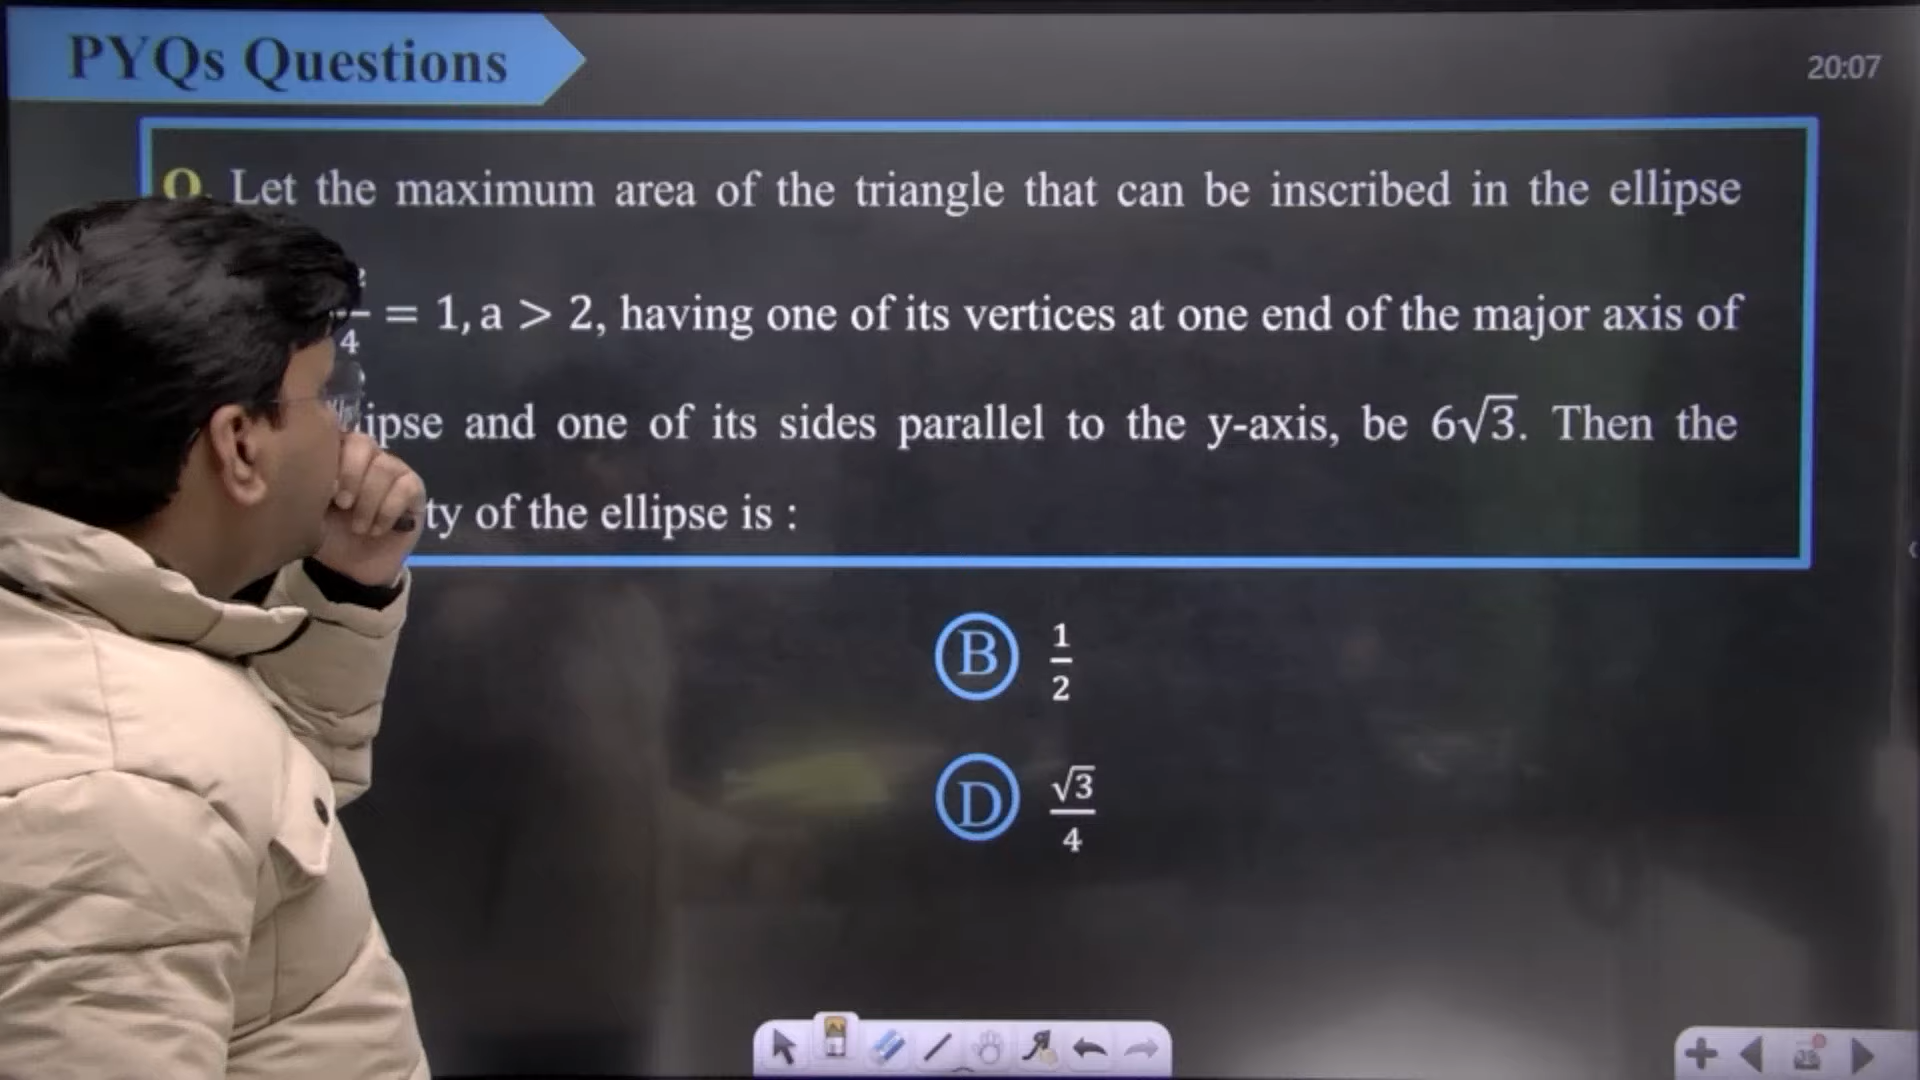 PYQs Questions
20:07
Q. Let the maximum area of the triangle that can be inscribed in the ellipse
4 = 1, a > 2, having one of its vertices at one end of the major axis of
ipse and one of its sides parallel to the y-axis, be 6√3. Then the
ty of the ellipse is :
B 1/2
D √3/4